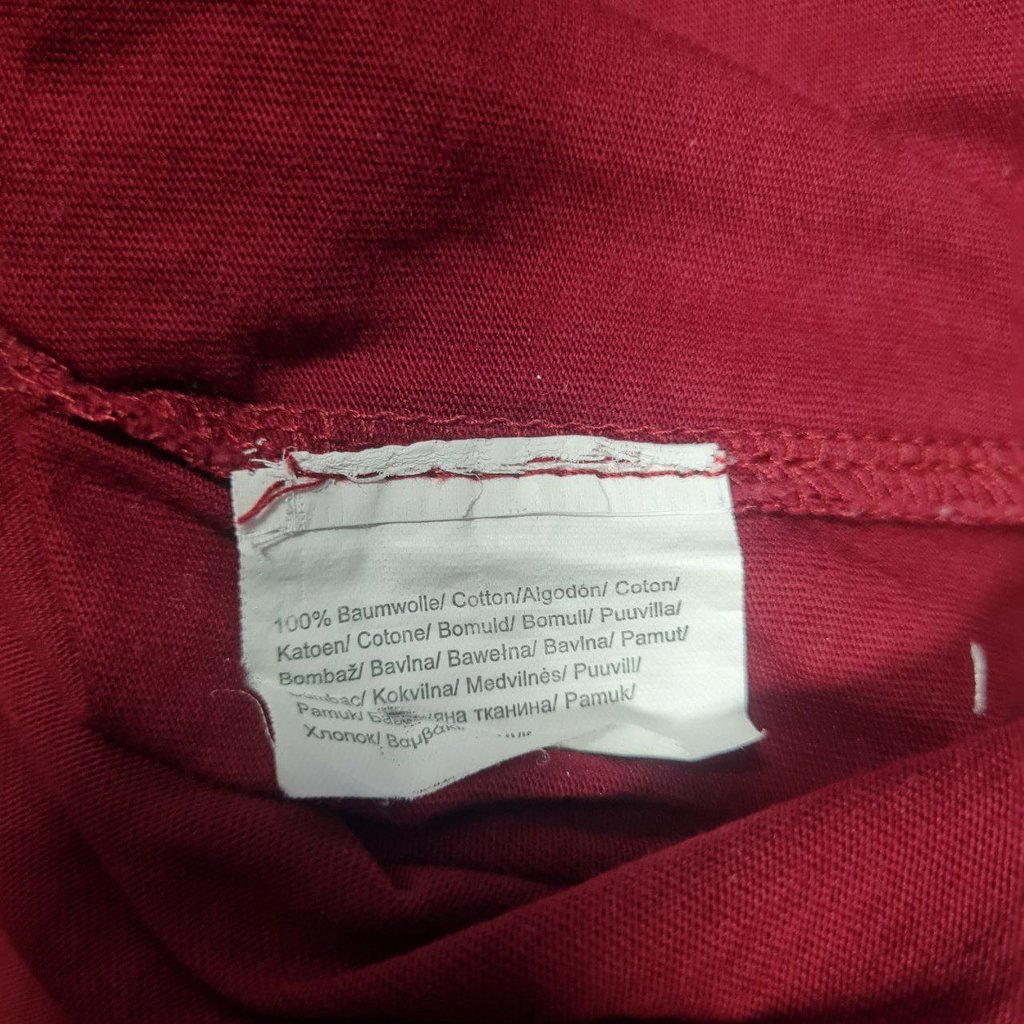 100% Baumwolle/ Cotton/Algodón/ Coton/
Katoen/ Cotone/ Bomuld/ Bomull/ Puuvilla/
Bombaž/ Bavlna/ Bawełna/ Bavlna/ Pamut/
Kokvilna/ Medvilnės/ Puuvill/
Pamuk/ тканина/ Pamuk/
Хлопок/ Βαμβάκι